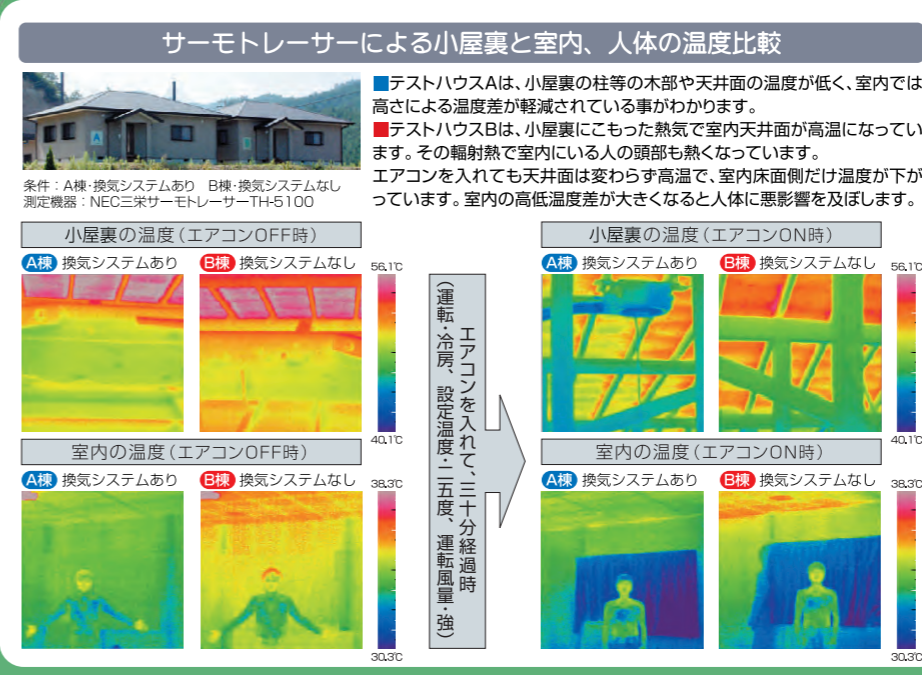 サーモトレーサーによる小屋裏と室内、人体の温度比較
■テストハウスAは、小屋裏の柱等の木部や天井面の温度が低く、室内では
高さによる温度差が軽減されている事がわかります。
■テストハウスBは、小屋裏にこもった熱気で室内天井面が高温になってい
ます。その輻射熱で室内にいる人の頭部も熱くなっています。
エアコンを入れても天井面は変わらず高温で、室内床面側だけ温度が下が
っています。室内の高低温度差が大きくなると人体に悪影響を及ぼします。
A
条件：A棟・換気システムあり　B棟・換気システムなし
測定機器：NEC三栄サーモトレーサーTH-5100
小屋裏の温度（エアコンOFF時）
A棟 換気システムあり
B棟 換気システムなし
56.1℃
40.1℃
室内の温度（エアコンOFF時）
A棟 換気システムあり
B棟 換気システムなし
38.3℃
30.3℃
エアコンを入れて、三十分経過時
（運転・冷房、設定温度・二五度、運転風量・強）
小屋裏の温度（エアコンON時）
A棟 換気システムあり
B棟 換気システムなし
56.1℃
40.1℃
室内の温度（エアコンON時）
A棟 換気システムあり
B棟 換気システムなし
38.3℃
30.3℃